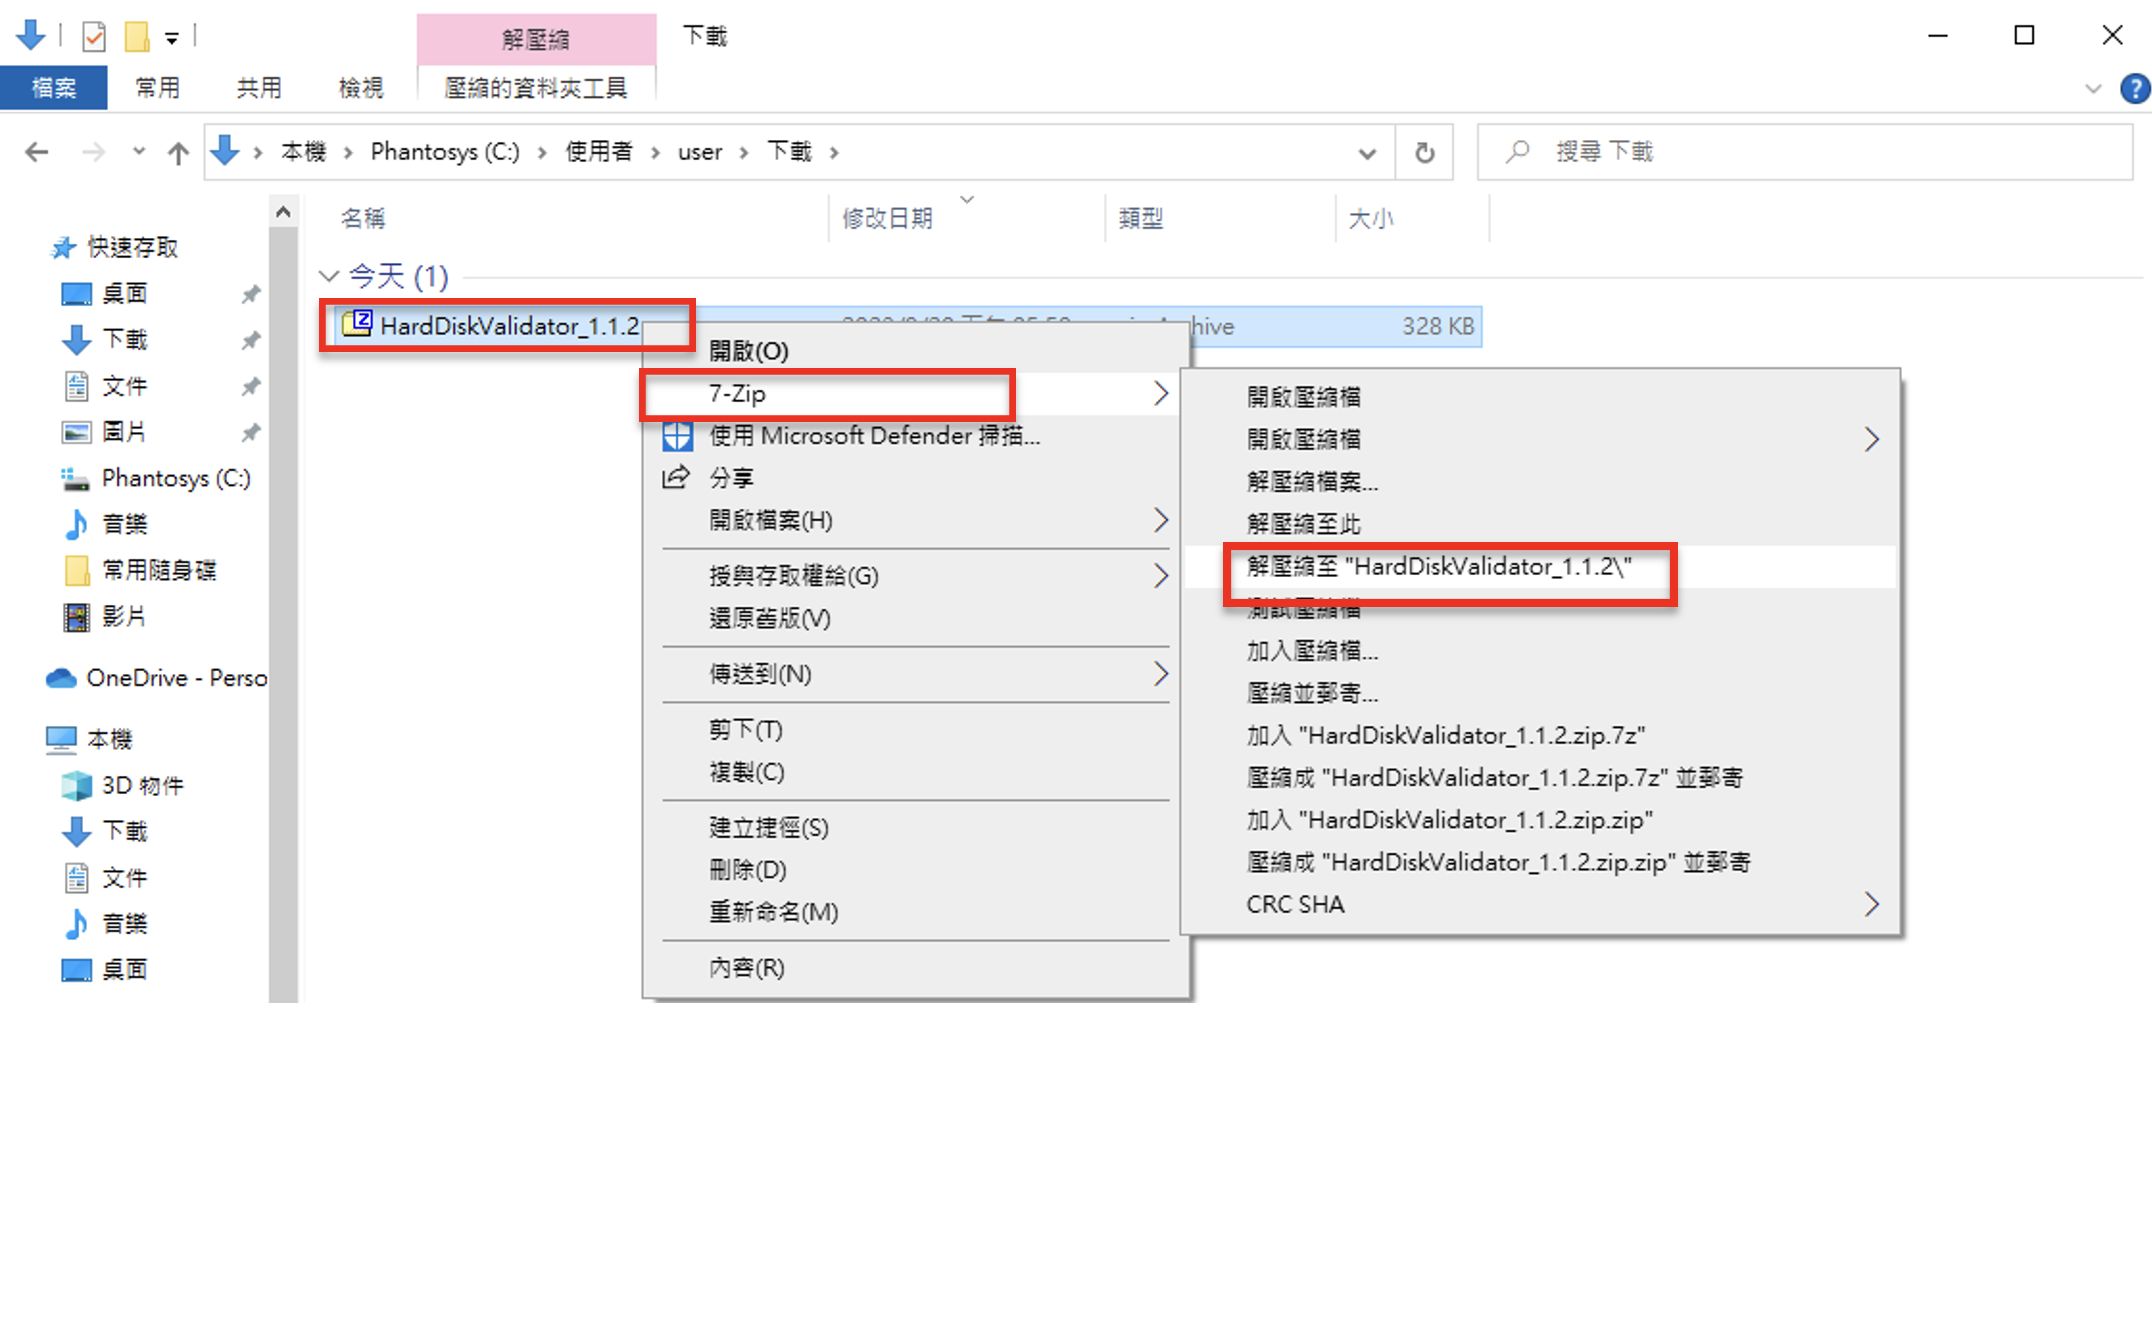 解壓縮
下載
檔案
常用
共用
檢視
壓縮的資料夾工具
本機 > Phantosys (C:) > 使用者 > user > 下載 >
搜尋 下載
名稱
修改日期
類型
大小
快速存取
桌面
下載
文件
圖片
Phantosys (C:)
音樂
常用隨身碟
影片
OneDrive - Perso
本機
3D 物件
下載
文件
音樂
桌面
今天 (1)
HardDiskValidator_1.1.2
328 KB
開啟(O)
7-Zip
使用 Microsoft Defender 掃描...
分享
開啟檔案(H)
授與存取權給(G)
還原舊版(V)
傳送到(N)
剪下(T)
複製(C)
建立捷徑(S)
刪除(D)
重新命名(M)
內容(R)
開啟壓縮檔
開啟壓縮檔
解壓縮檔案...
解壓縮至此
解壓縮至 "HardDiskValidator_1.1.2\"
測試壓縮檔
加入壓縮檔...
壓縮並郵寄...
加入 "HardDiskValidator_1.1.2.zip.7z"
壓縮成 "HardDiskValidator_1.1.2.zip.7z" 並郵寄
加入 "HardDiskValidator_1.1.2.zip.zip"
壓縮成 "HardDiskValidator_1.1.2.zip.zip" 並郵寄
CRC SHA